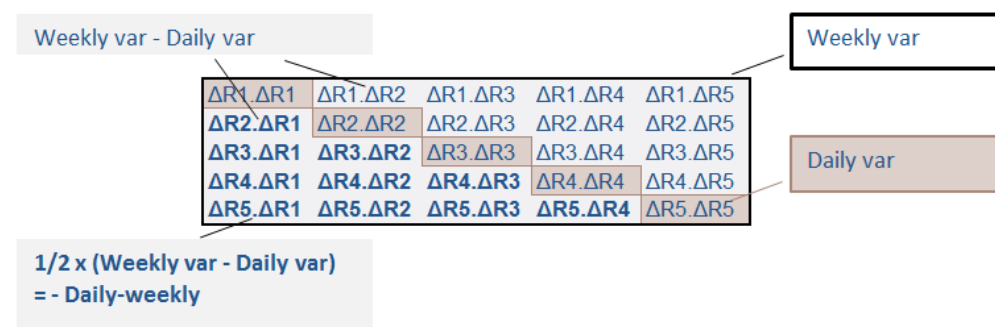 Weekly var - Daily var
Weekly var
ΔR1.ΔR1 ΔR1.ΔR2 ΔR1.ΔR3 ΔR1.ΔR4 ΔR1.ΔR5
ΔR2.ΔR1 ΔR2.ΔR2 ΔR2.ΔR3 ΔR2.ΔR4 ΔR2.ΔR5
ΔR3.ΔR1 ΔR3.ΔR2 ΔR3.ΔR3 ΔR3.ΔR4 ΔR3.ΔR5
ΔR4.ΔR1 ΔR4.ΔR2 ΔR4.ΔR3 ΔR4.ΔR4 ΔR4.ΔR5
ΔR5.ΔR1 ΔR5.ΔR2 ΔR5.ΔR3 ΔR5.ΔR4 ΔR5.ΔR5
Daily var
1/2 x (Weekly var - Daily var)
= - Daily-weekly